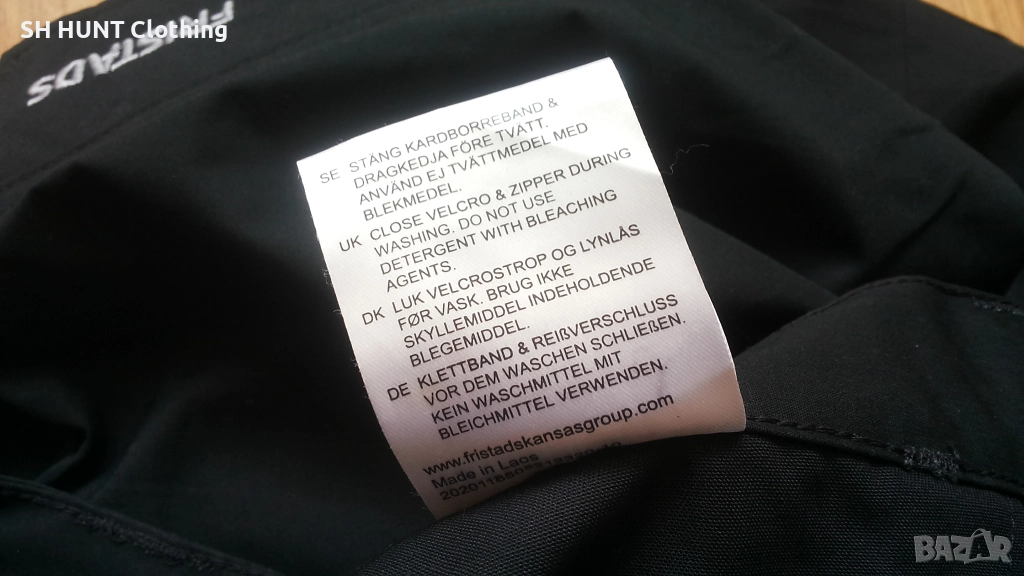 SH HUNT Clothing
FRISTADS
SE STÄNG KARDBORREBAND &
DRAGKEDJA FÖRE TVÄTT.
ANVÄND EJ TVÄTTMEDEL MED
BLEKMEDEL.
UK CLOSE VELCRO & ZIPPER DURING
WASHING. DO NOT USE
DETERGENT WITH BLEACHING
AGENTS.
DK LUK VELCROSTROP OG LYNLÅS
FØR VASK. BRUG IKKE
SKYLLEMIDDEL INDEHOLDENDE
BLEGEMIDDEL.
DE KLETTBAND & REIßVERSCHLUSS
VOR DEM WASCHEN SCHLIEßEN.
KEIN WASCHMITTEL MIT
BLEICHMITTEL VERWENDEN.
www.fristadskansasgroup.com
Made in Laos
BAZAR